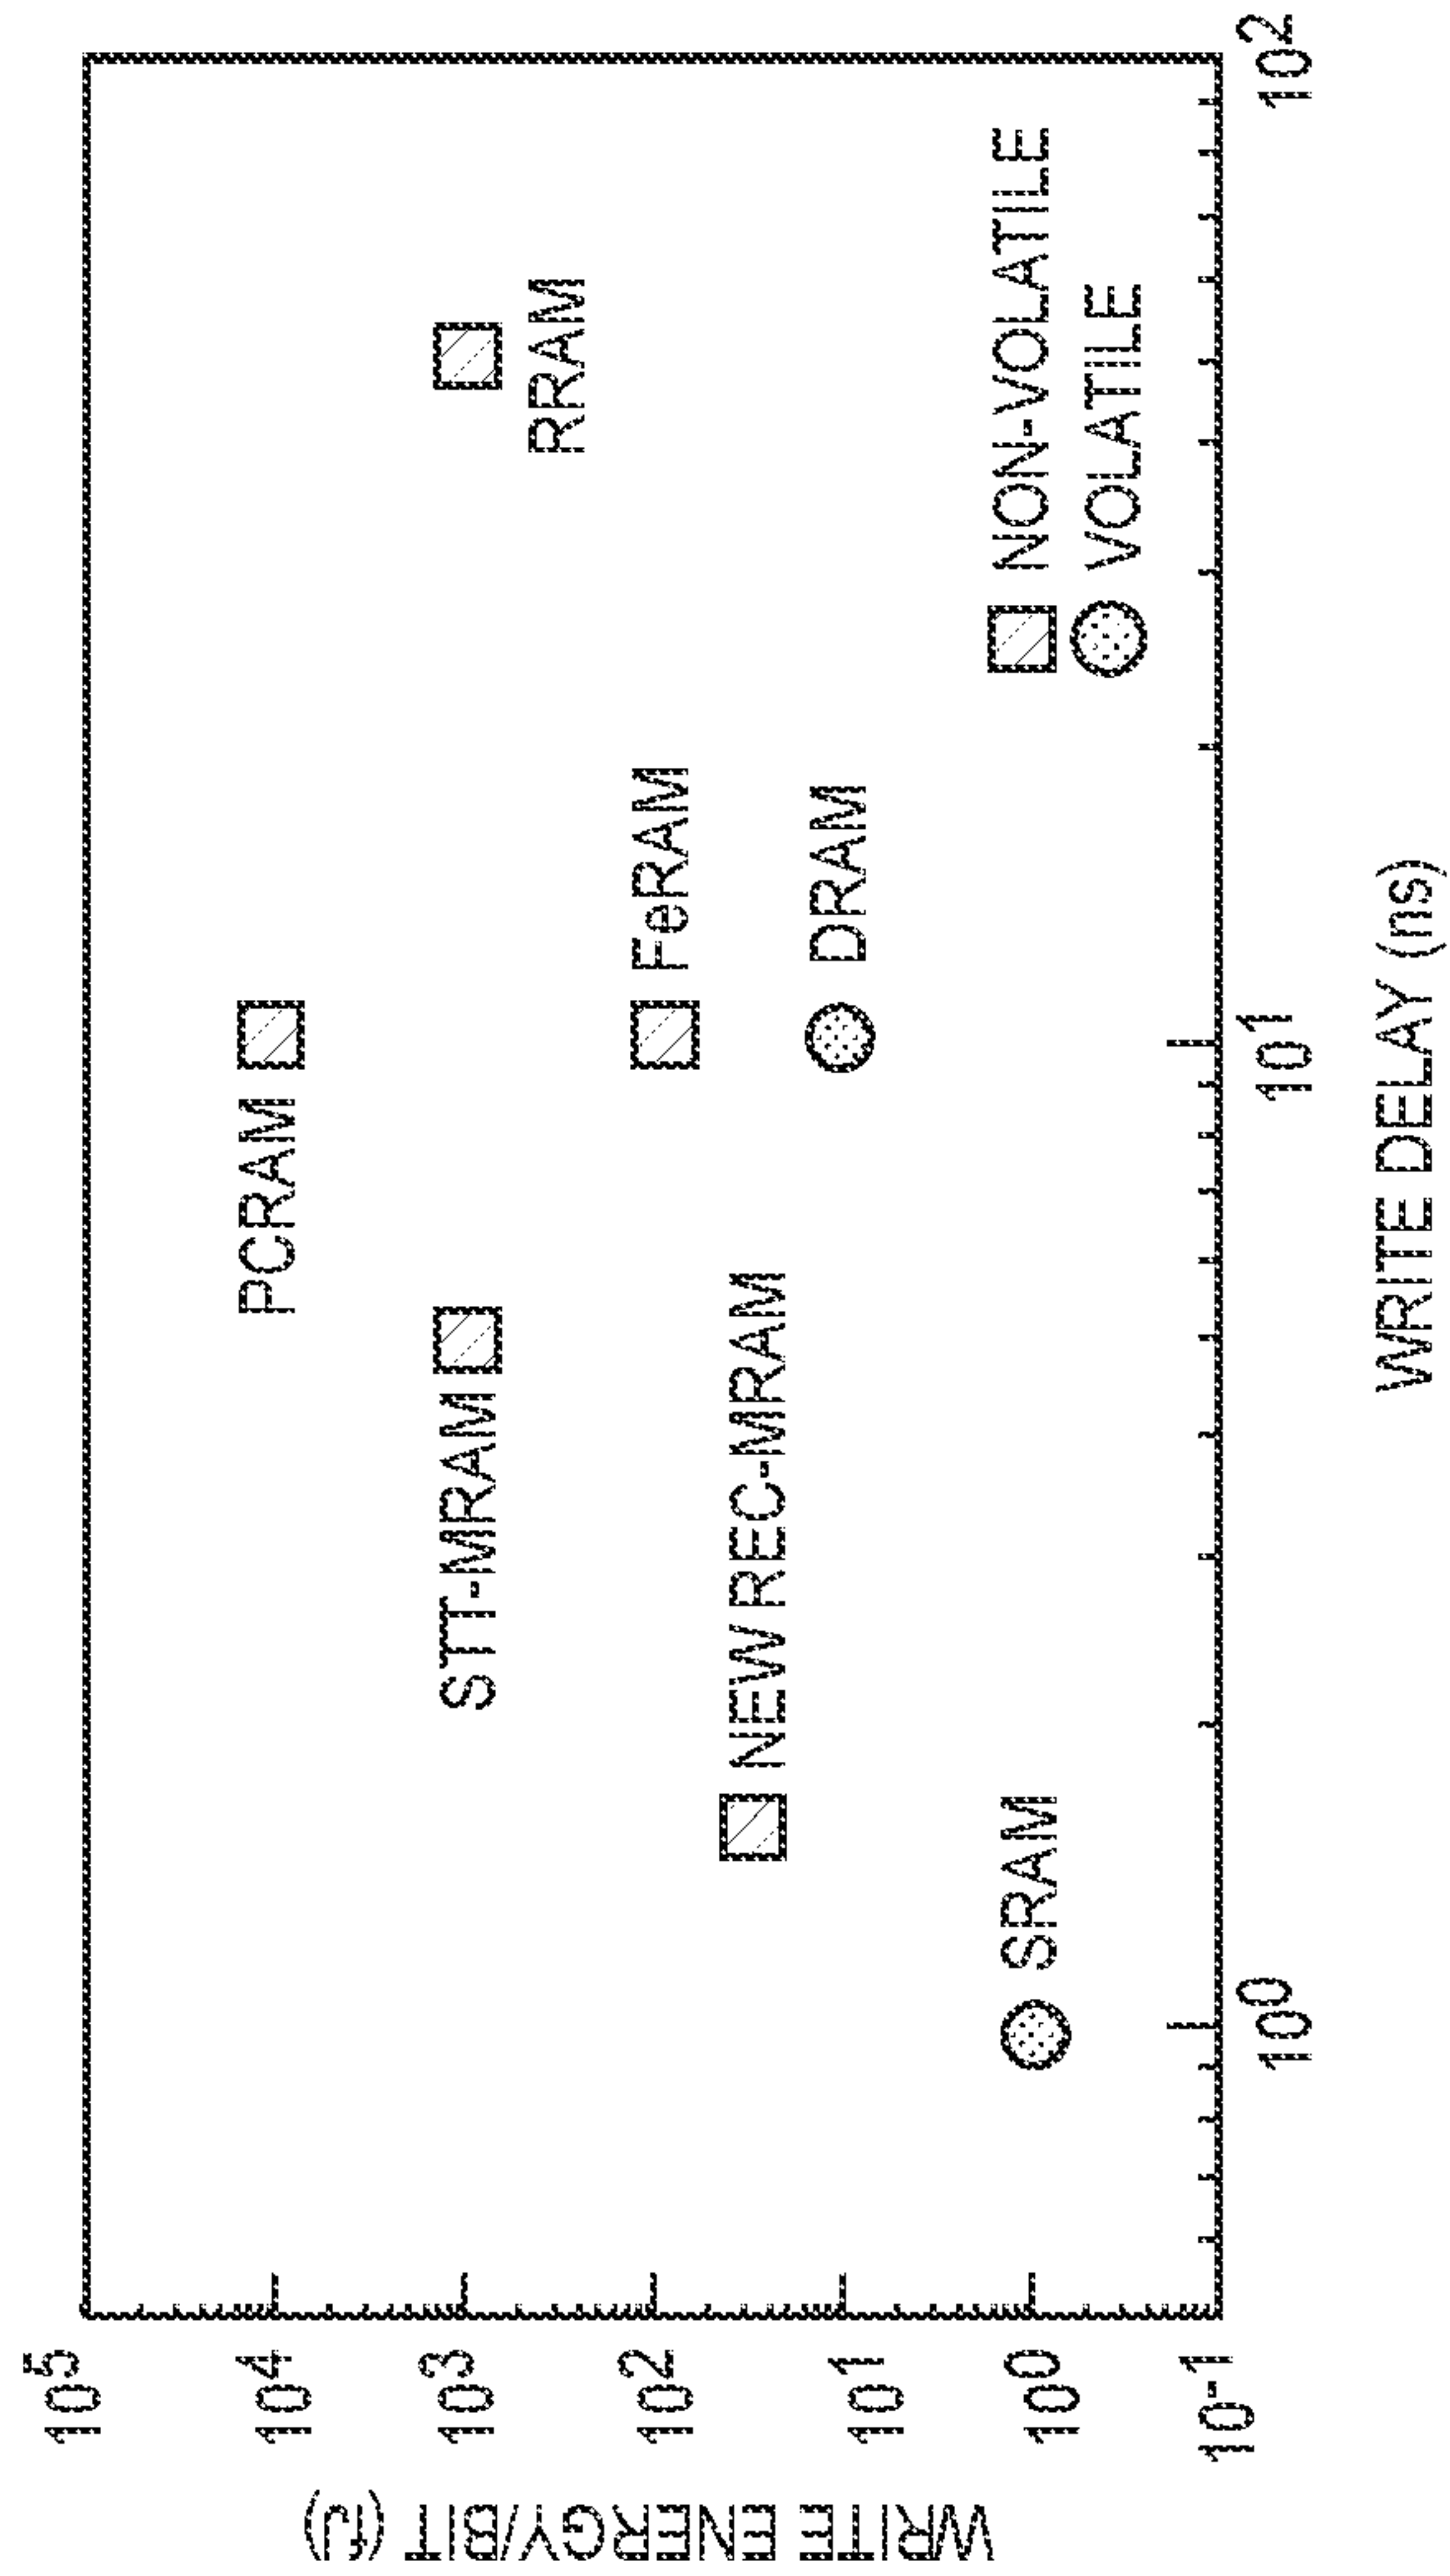 WRITE ENERGY/BIT (fJ)
10^5
10^4
10^3
10^2
10^1
10^0
10^-1
PCRAM
STT-MRAM
RRAM
FeRAM
NEW REC-MRAM
DRAM
SRAM
NON-VOLATILE
VOLATILE
10^0
10^1
10^2
WRITE DELAY (ns)